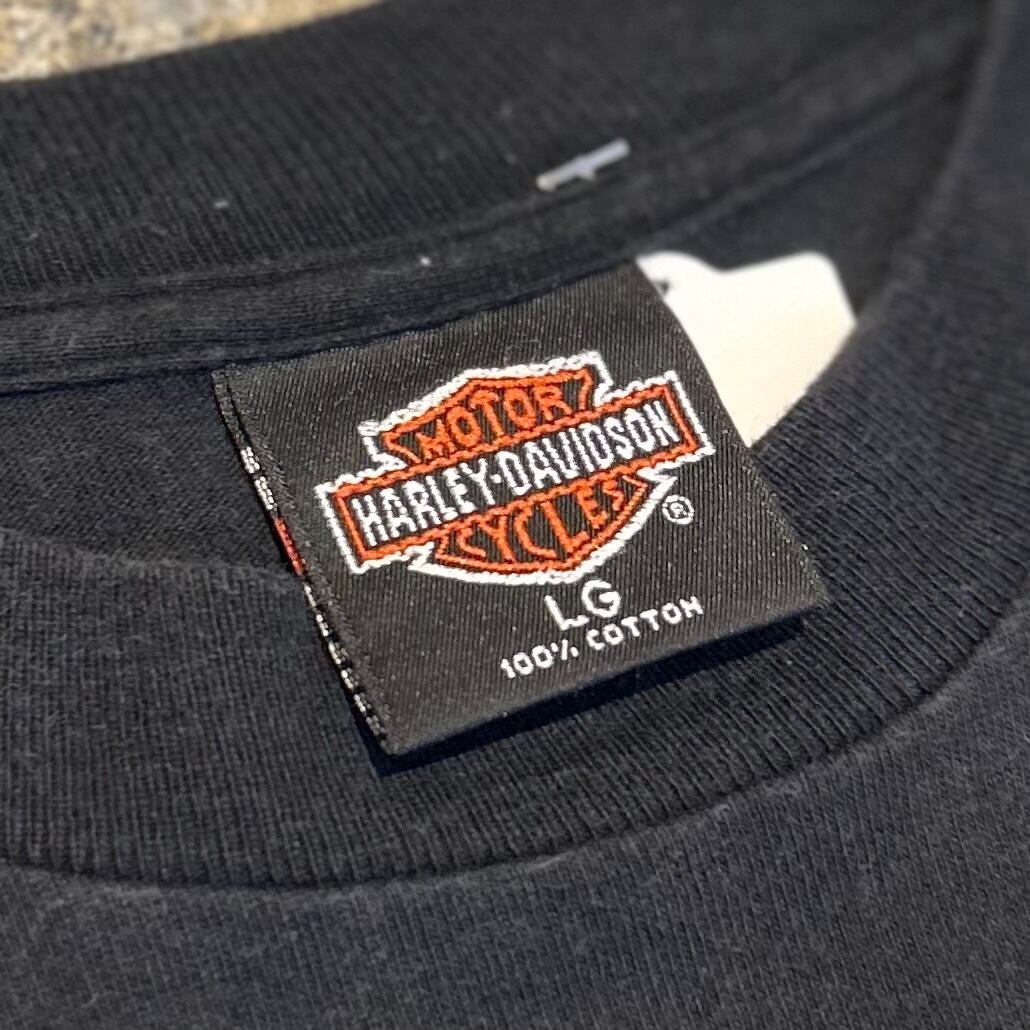 MOTOR
HARLEY-DAVIDSON
CYCLES
®
LG
100% COTTON